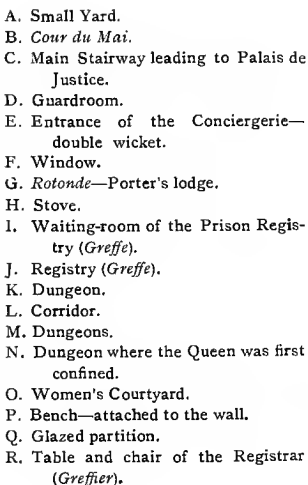 A. Small Yard.
B. Cour du Mai.
C. Main Stairway leading to Palais de
Justice.
D. Guardroom.
E. Entrance of the Conciergerie—
double wicket.
F. Window.
G. Rotonde—Porter's lodge.
H. Stove.
I. Waiting-room of the Prison Regis-
try (Greffe).
J. Registry (Greffe).
K. Dungeon.
L. Corridor.
M. Dungeons.
N. Dungeon where the Queen was first
confined.
O. Women's Courtyard.
P. Bench—attached to the wall.
Q. Glazed partition.
R. Table and chair of the Registrar
(Greffier).